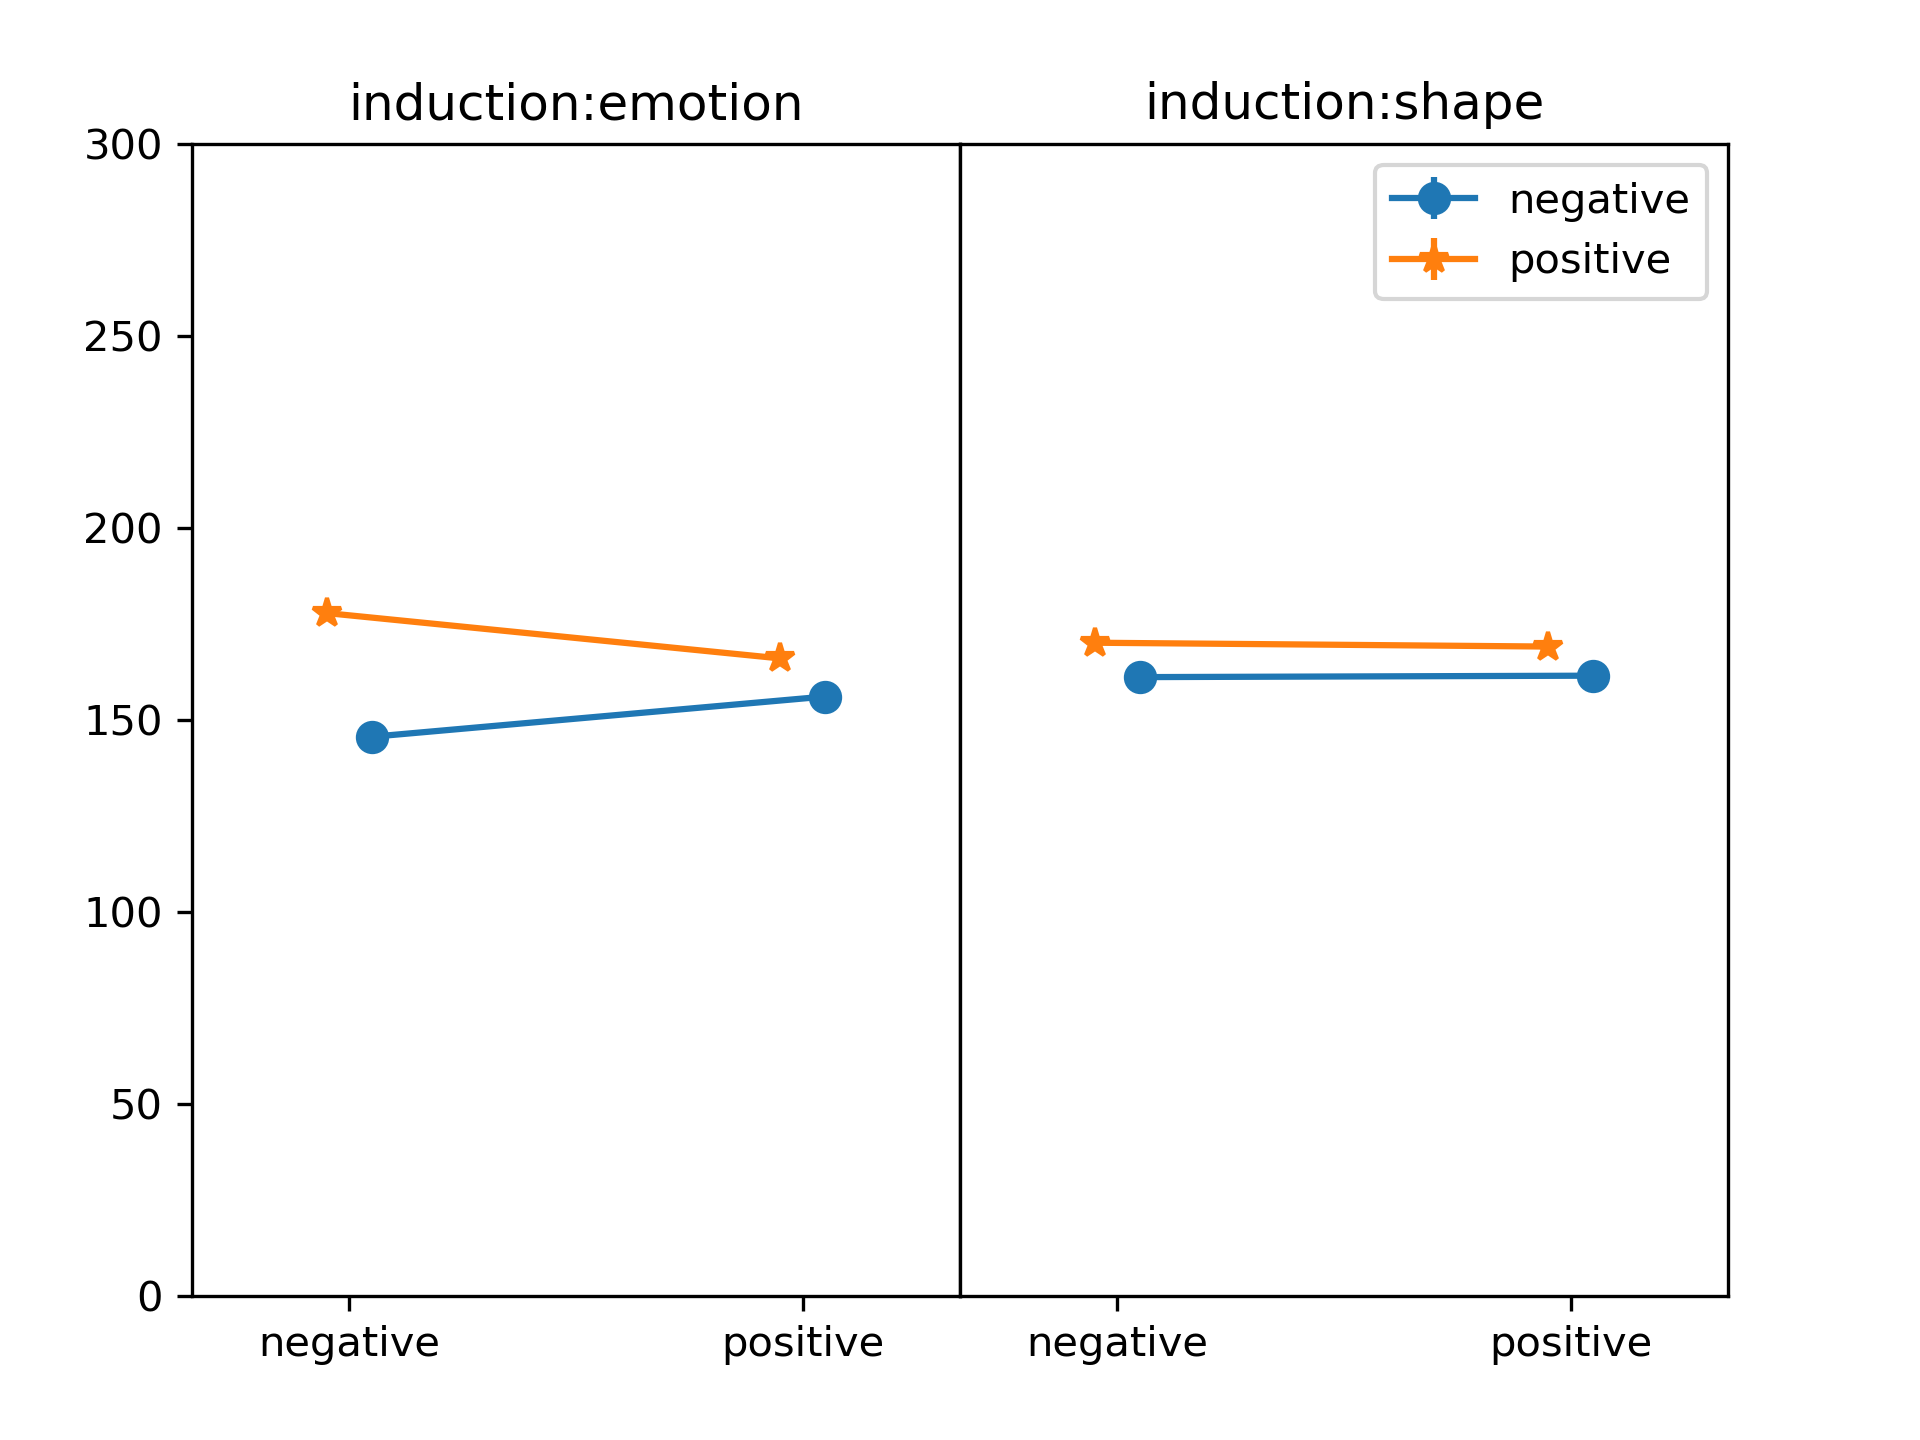 induction:emotion
induction:shape
300
250
200
150
100
50
0
negative
positive
negative
positive
negative
positive